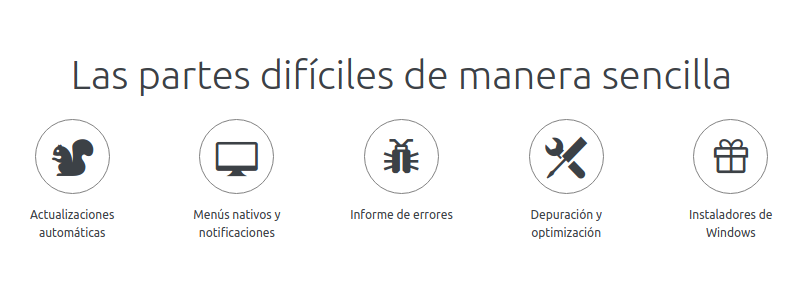 Las partes difíciles de manera sencilla
Actualizaciones
automáticas
Menús nativos y
notificaciones
Informe de errores
Depuración y
optimización
Instaladores de
Windows